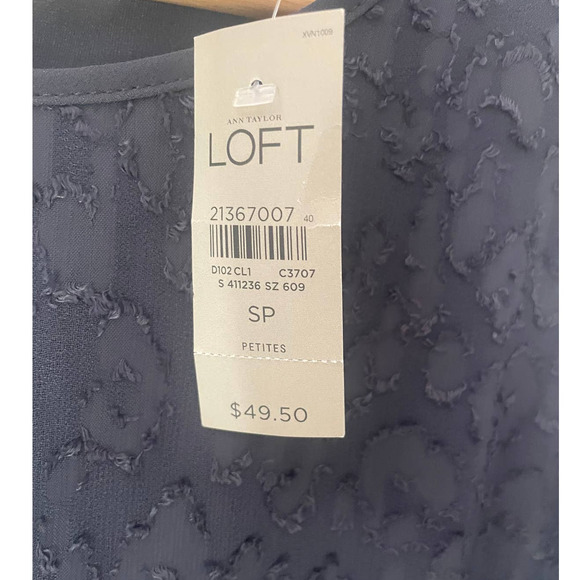 XVN1009
ANN TAYLOR
LOFT
21367007 40
D102 CL1 C3707
S 411236 SZ 609
SP
PETITES
$49.50